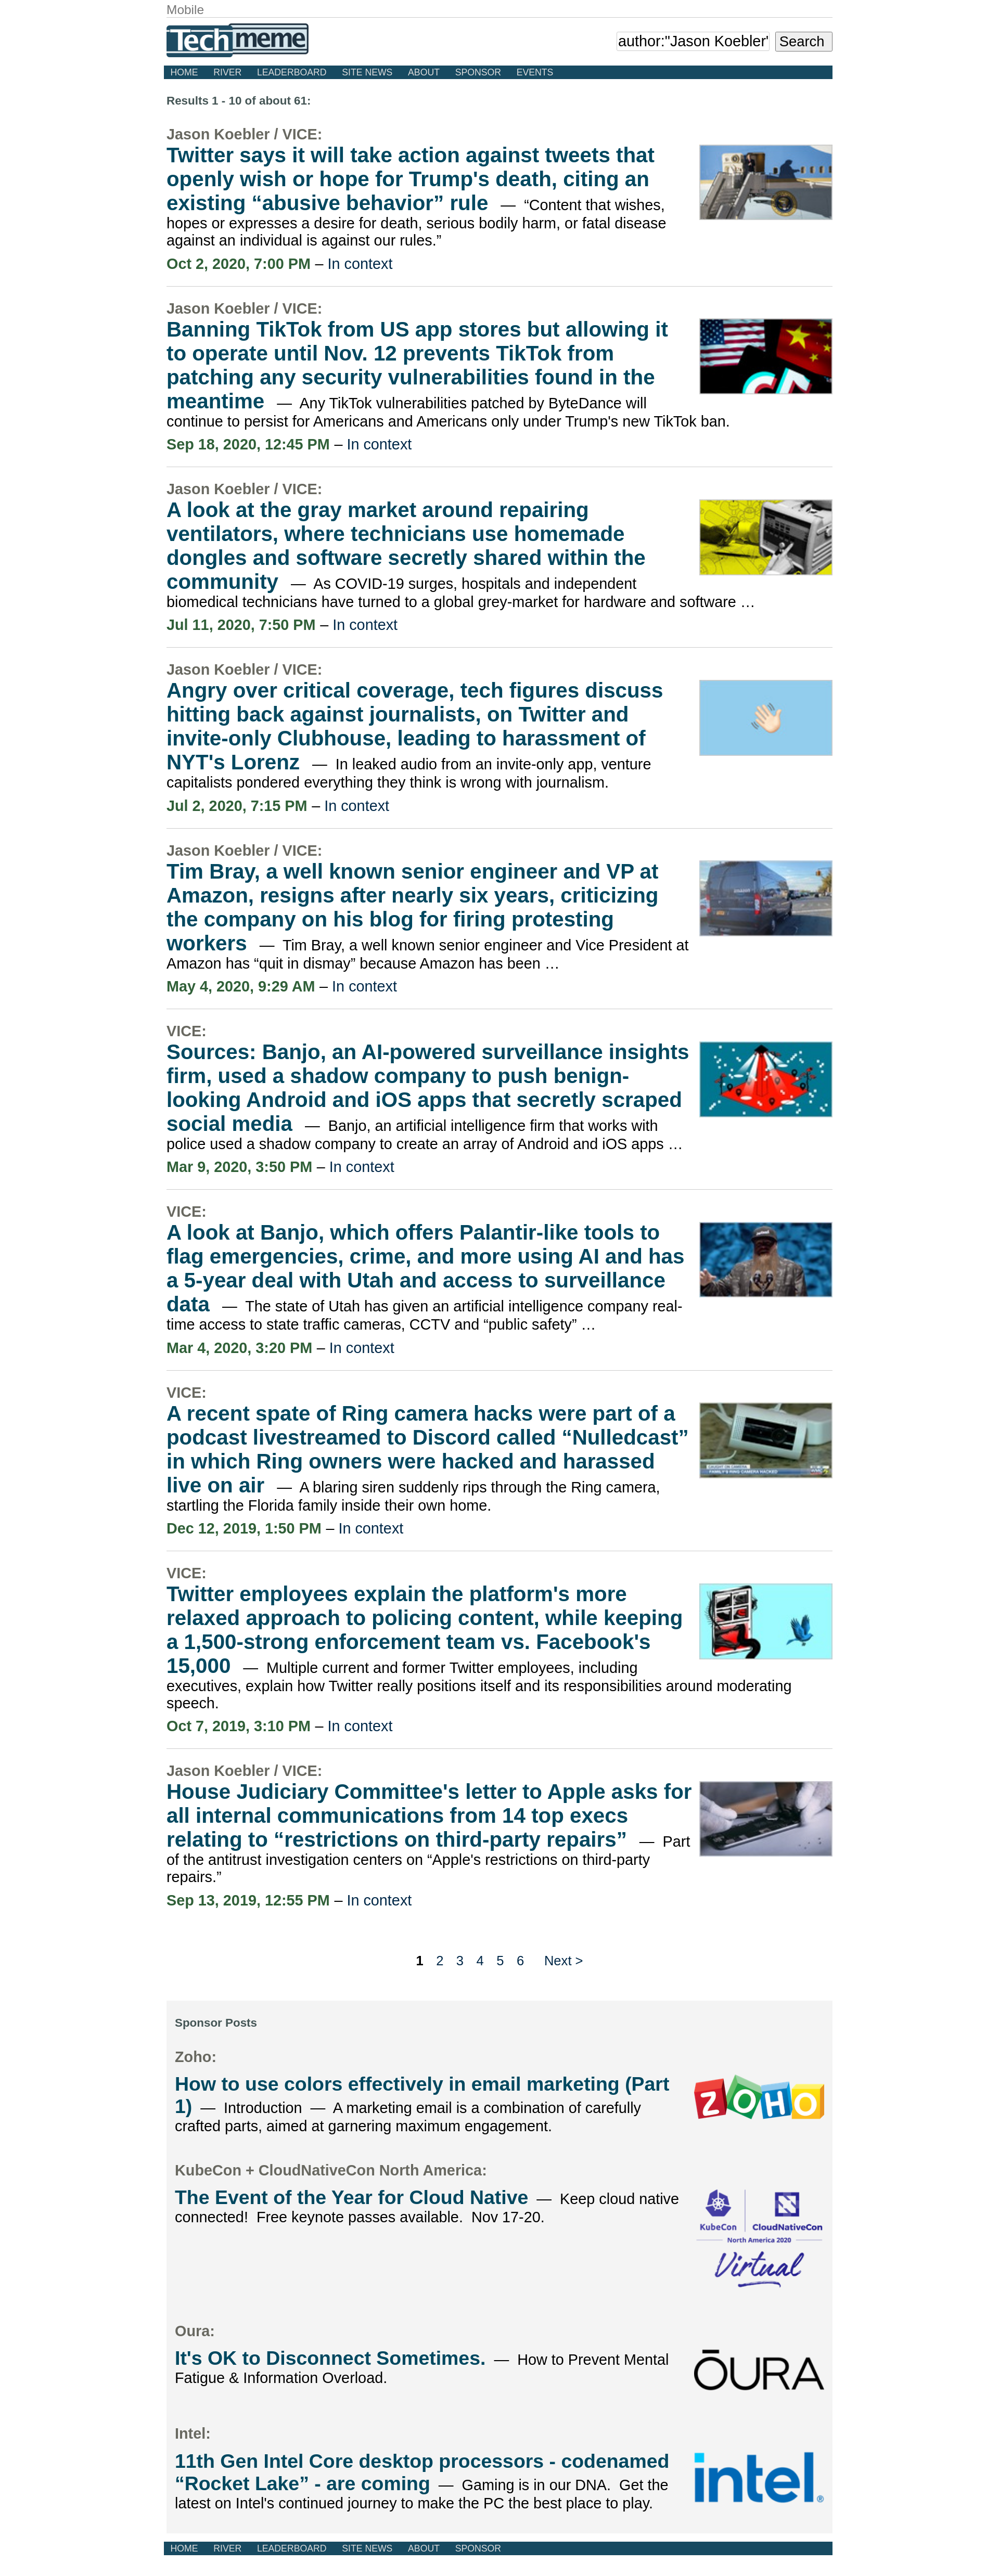 Mobile
Techmeme
author:"Jason Koebler" Search
HOME RIVER LEADERBOARD SITE NEWS ABOUT SPONSOR EVENTS
Results 1 - 10 of about 61:
Jason Koebler / VICE:
Twitter says it will take action against tweets that
openly wish or hope for Trump's death, citing an
existing “abusive behavior” rule — “Content that wishes,
hopes or expresses a desire for death, serious bodily harm, or fatal disease
against an individual is against our rules.”
Oct 2, 2020, 7:00 PM – In context
Jason Koebler / VICE:
Banning TikTok from US app stores but allowing it
to operate until Nov. 12 prevents TikTok from
patching any security vulnerabilities found in the
meantime — Any TikTok vulnerabilities patched by ByteDance will
continue to persist for Americans and Americans only under Trump's new TikTok ban.
Sep 18, 2020, 12:45 PM – In context
Jason Koebler / VICE:
A look at the gray market around repairing
ventilators, where technicians use homemade
dongles and software secretly shared within the
community — As COVID-19 surges, hospitals and independent
biomedical technicians have turned to a global grey-market for hardware and software …
Jul 11, 2020, 7:50 PM – In context
Jason Koebler / VICE:
Angry over critical coverage, tech figures discuss
hitting back against journalists, on Twitter and
invite-only Clubhouse, leading to harassment of
NYT's Lorenz — In leaked audio from an invite-only app, venture
capitalists pondered everything they think is wrong with journalism.
Jul 2, 2020, 7:15 PM – In context
Jason Koebler / VICE:
Tim Bray, a well known senior engineer and VP at
Amazon, resigns after nearly six years, criticizing
the company on his blog for firing protesting
workers — Tim Bray, a well known senior engineer and Vice President at
Amazon has “quit in dismay” because Amazon has been …
May 4, 2020, 9:29 AM – In context
VICE:
Sources: Banjo, an AI-powered surveillance insights
firm, used a shadow company to push benign-
looking Android and iOS apps that secretly scraped
social media — Banjo, an artificial intelligence firm that works with
police used a shadow company to create an array of Android and iOS apps …
Mar 9, 2020, 3:50 PM – In context
VICE:
A look at Banjo, which offers Palantir-like tools to
flag emergencies, crime, and more using AI and has
a 5-year deal with Utah and access to surveillance
data — The state of Utah has given an artificial intelligence company real-
time access to state traffic cameras, CCTV and “public safety” …
Mar 4, 2020, 3:20 PM – In context
VICE:
A recent spate of Ring camera hacks were part of a
podcast livestreamed to Discord called “Nulledcast”
in which Ring owners were hacked and harassed
live on air — A blaring siren suddenly rips through the Ring camera,
startling the Florida family inside their own home.
Dec 12, 2019, 1:50 PM – In context
VICE:
Twitter employees explain the platform's more
relaxed approach to policing content, while keeping
a 1,500-strong enforcement team vs. Facebook's
15,000 — Multiple current and former Twitter employees, including
executives, explain how Twitter really positions itself and its responsibilities around moderating
speech.
Oct 7, 2019, 3:10 PM – In context
Jason Koebler / VICE:
House Judiciary Committee's letter to Apple asks for
all internal communications from 14 top execs
relating to “restrictions on third-party repairs” — Part
of the antitrust investigation centers on “Apple's restrictions on third-party
repairs.”
Sep 13, 2019, 12:55 PM – In context
1 2 3 4 5 6 Next >
Sponsor Posts
Zoho:
How to use colors effectively in email marketing (Part
1) — Introduction — A marketing email is a combination of carefully
crafted parts, aimed at garnering maximum engagement.
ZOHO
KubeCon + CloudNativeCon North America:
The Event of the Year for Cloud Native — Keep cloud native
connected! Free keynote passes available. Nov 17-20.
KubeCon CloudNativeCon
North America 2020
Virtual
Oura:
It's OK to Disconnect Sometimes. — How to Prevent Mental
Fatigue & Information Overload.
ŌURA
Intel:
11th Gen Intel Core desktop processors - codenamed
“Rocket Lake” - are coming — Gaming is in our DNA. Get the
latest on Intel's continued journey to make the PC the best place to play.
intel®
HOME RIVER LEADERBOARD SITE NEWS ABOUT SPONSOR